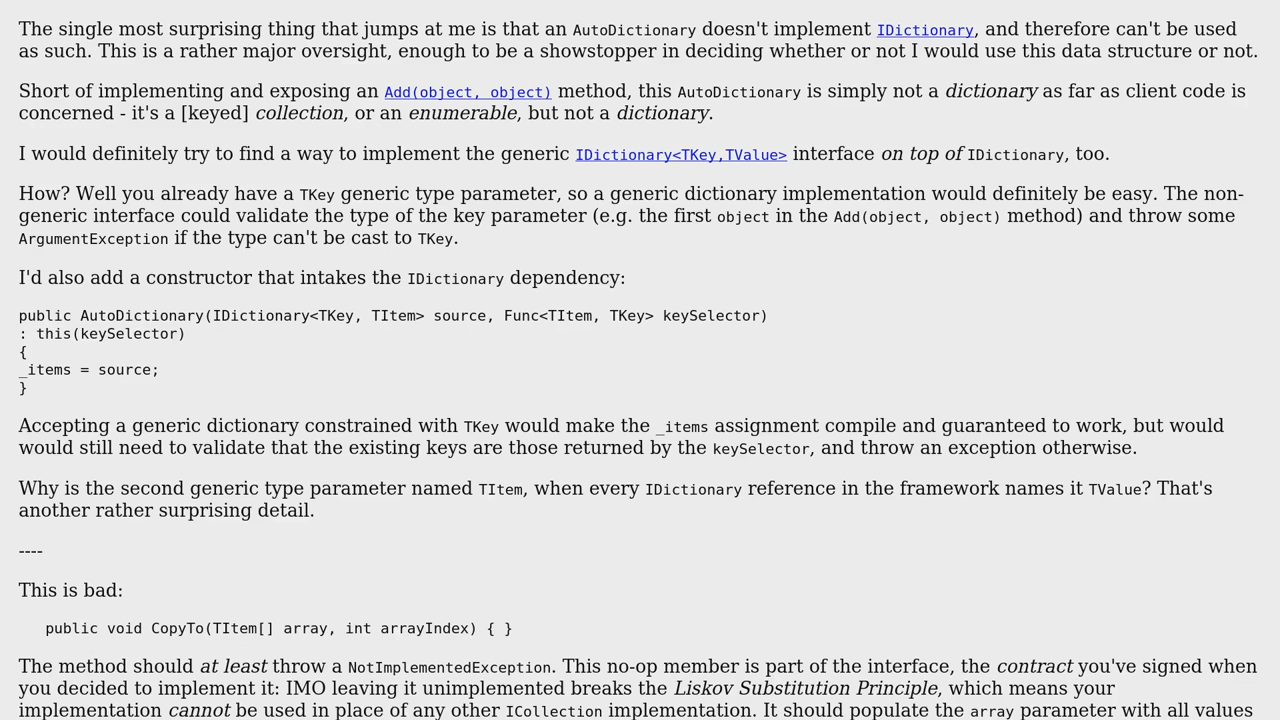 The single most surprising thing that jumps at me is that an AutoDictionary doesn't implement IDictionary, and therefore can't be used
as such. This is a rather major oversight, enough to be a showstopper in deciding whether or not I would use this data structure or not.
Short of implementing and exposing an Add(object, object) method, this AutoDictionary is simply not a dictionary as far as client code is
concerned - it's a [keyed] collection, or an enumerable, but not a dictionary.
I would definitely try to find a way to implement the generic IDictionary<TKey,TValue> interface on top of IDictionary, too.
How? Well you already have a TKey generic type parameter, so a generic dictionary implementation would definitely be easy. The non-
generic interface could validate the type of the key parameter (e.g. the first object in the Add(object, object) method) and throw some
ArgumentException if the type can't be cast to TKey.
I'd also add a constructor that intakes the IDictionary dependency:
public AutoDictionary(IDictionary<TKey, TItem> source, Func<TItem, TKey> keySelector)
: this(keySelector)
{
_items = source;
}
Accepting a generic dictionary constrained with TKey would make the _items assignment compile and guaranteed to work, but would
would still need to validate that the existing keys are those returned by the keySelector, and throw an exception otherwise.
Why is the second generic type parameter named TItem, when every IDictionary reference in the framework names it TValue? That's
another rather surprising detail.
----
This is bad:
public void CopyTo(TItem[] array, int arrayIndex) { }
The method should at least throw a NotImplementedException. This no-op member is part of the interface, the contract you've signed when
you decided to implement it: IMO leaving it unimplemented breaks the Liskov Substitution Principle, which means your
implementation cannot be used in place of any other ICollection implementation. It should populate the array parameter with all values